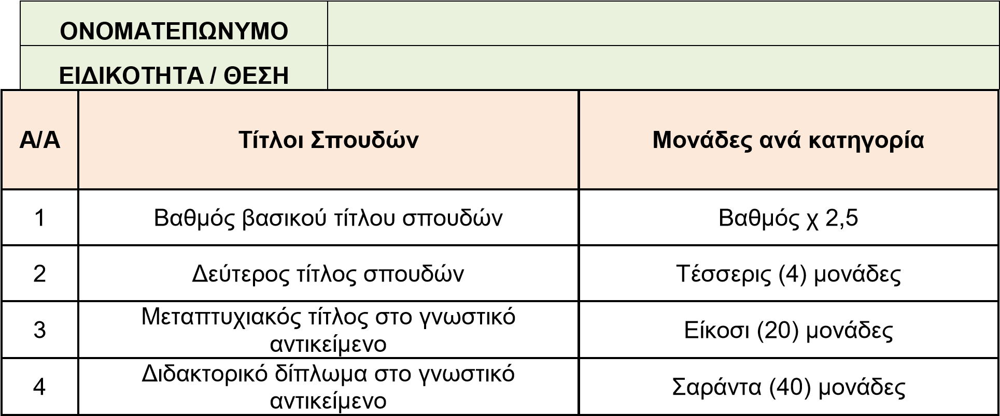 ΟΝΟΜΑΤΕΠΩΝΥΜΟ
ΕΙΔΙΚΟΤΗΤΑ / ΘΕΣΗ
Α/Α Τίτλοι Σπουδών Μονάδες ανά κατηγορία
1 Βαθμός βασικού τίτλου σπουδών Βαθμός χ 2,5
2 Δεύτερος τίτλος σπουδών Τέσσερις (4) μονάδες
3 Μεταπτυχιακός τίτλος στο γνωστικό
αντικείμενο Είκοσι (20) μονάδες
4 Διδακτορικό δίπλωμα στο γνωστικό
αντικείμενο Σαράντα (40) μονάδες